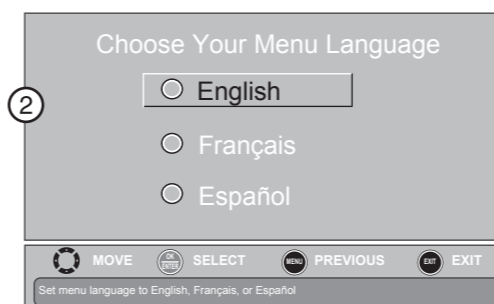 Choose Your Menu Language
2
English
Français
Español
OK ENTER MOVE SELECT MENU PREVIOUS EXIT EXIT
Set menu language to English, Français, or Español